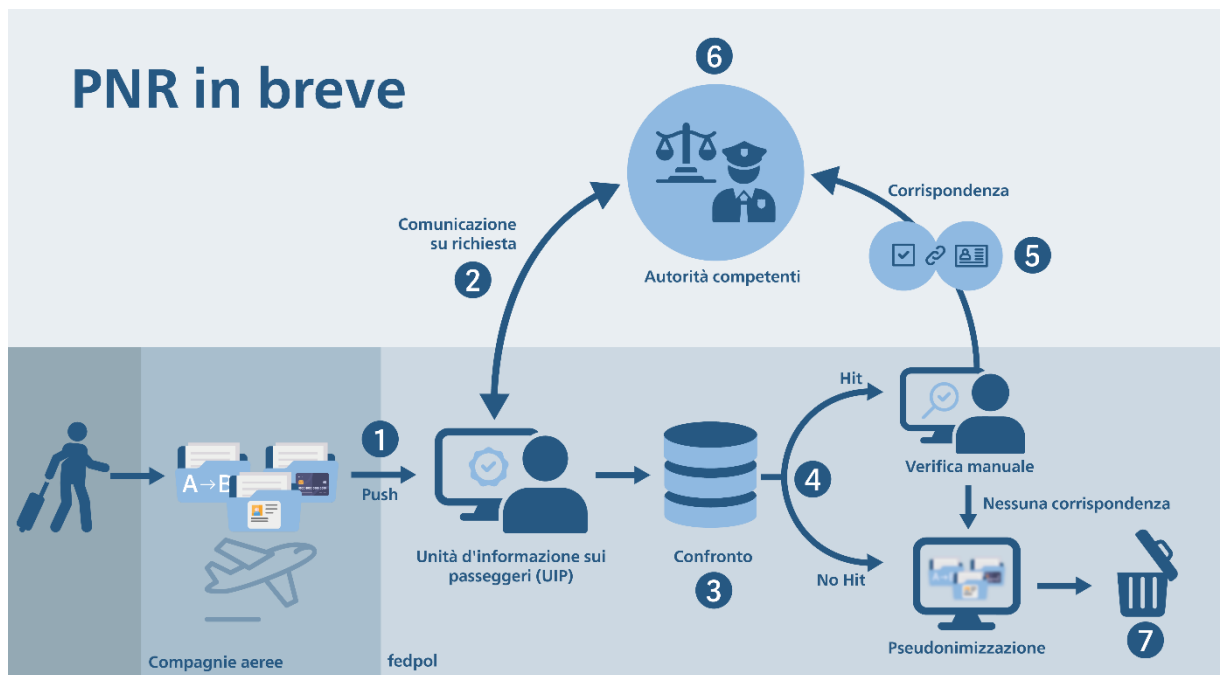 PNR in breve
6
Comunicazione
su richiesta
2
Autorità competenti
Corrispondenza
5
1
Push
A→B
Unità d'informazione sui
passeggeri (UIP)
Confronto
3
4
Hit
No Hit
Verifica manuale
Nessuna corrispondenza
Pseudonimizzazione
7
Compagnie aeree
fedpol